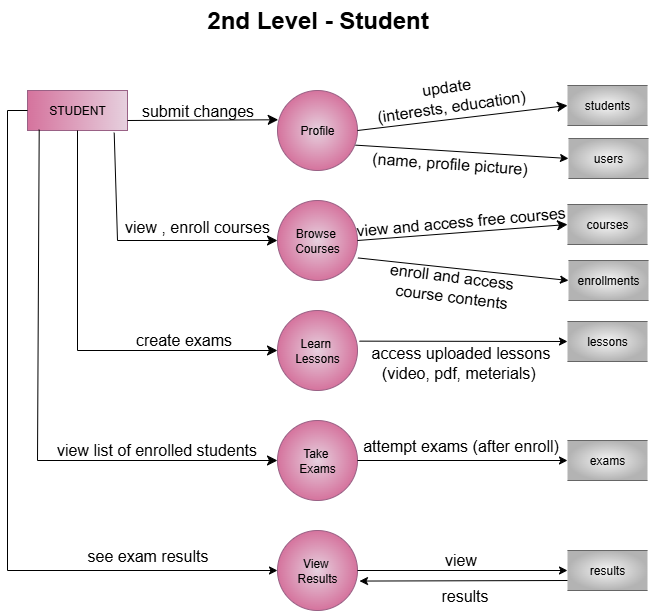 2nd Level - Student
STUDENT
submit changes
Profile
update
(interests, education)
students
(name, profile picture)
users
view , enroll courses
Browse
Courses
view and access free courses
courses
enroll and access
course contents
enrollments
create exams
Learn
Lessons
access uploaded lessons
(video, pdf, meterials)
lessons
view list of enrolled students
Take
Exams
attempt exams (after enroll)
exams
see exam results
View
Results
view
results
results